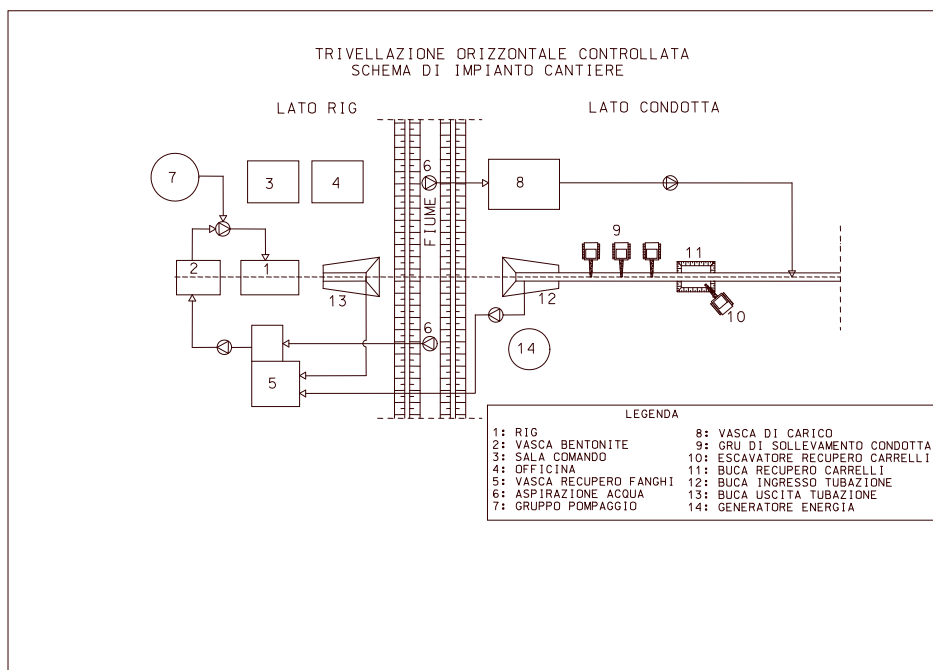 TRIVELLAZIONE ORIZZONTALE CONTROLLATA
SCHEMA DI IMPIANTO CANTIERE
LATO RIG
LATO CONDOTTA
6
7
3
4
8
FIUME
9
11
2
1
13
12
10
6
14
5
LEGENDA
1: RIG
2: VASCA BENTONITE
3: SALA COMANDO
4: OFFICINA
5: VASCA RECUPERO FANGHI
6: ASPIRAZIONE ACQUA
7: GRUPPO POMPAGGIO
8: VASCA DI CARICO
9: GRU DI SOLLEVAMENTO CONDOTTA
10: ESCAVATORE RECUPERO CARRELLI
11: BUCA RECUPERO CARRELLI
12: BUCA INGRESSO TUBAZIONE
13: BUCA USCITA TUBAZIONE
14: GENERATORE ENERGIA